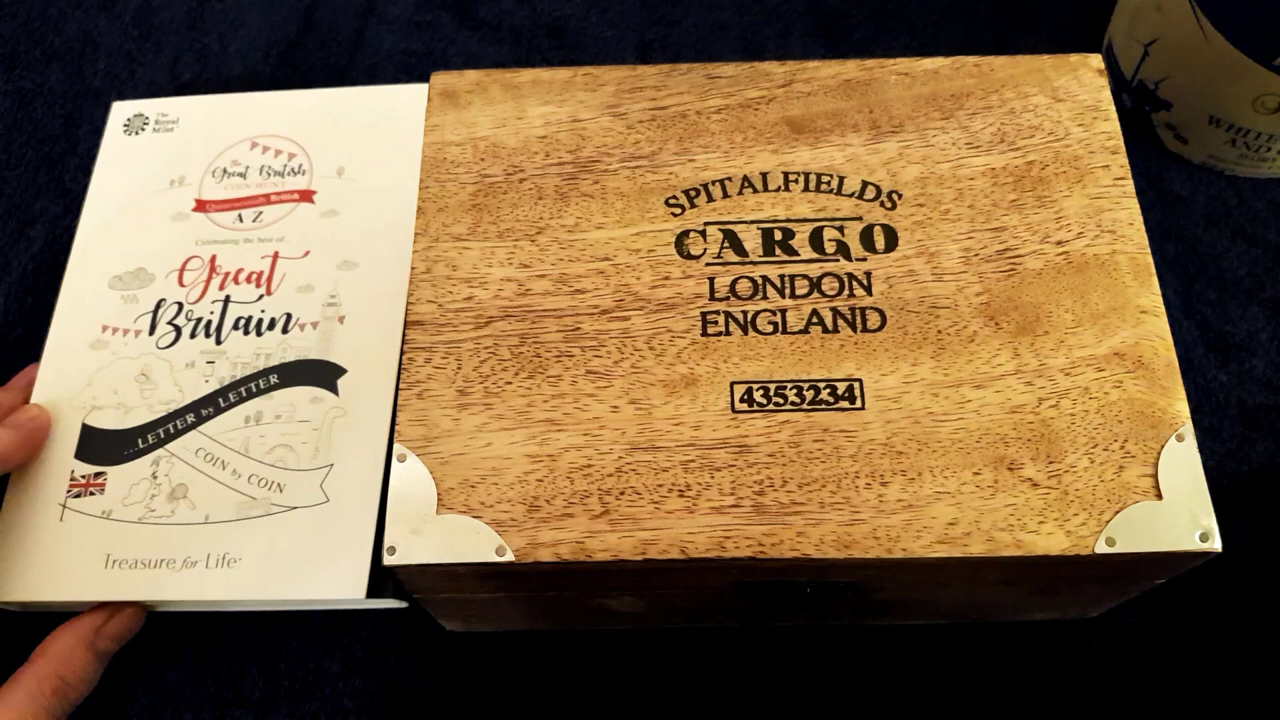 The
Royal
Mint
The
Great British
COIN HUNT
Quintessentially British
A Z
Celebrating the best of...
Great
Britain
...LETTER by LETTER
...COIN by COIN
Treasure for Life
SPITALFIELDS
CARGO
LONDON
ENGLAND
4353234
AND